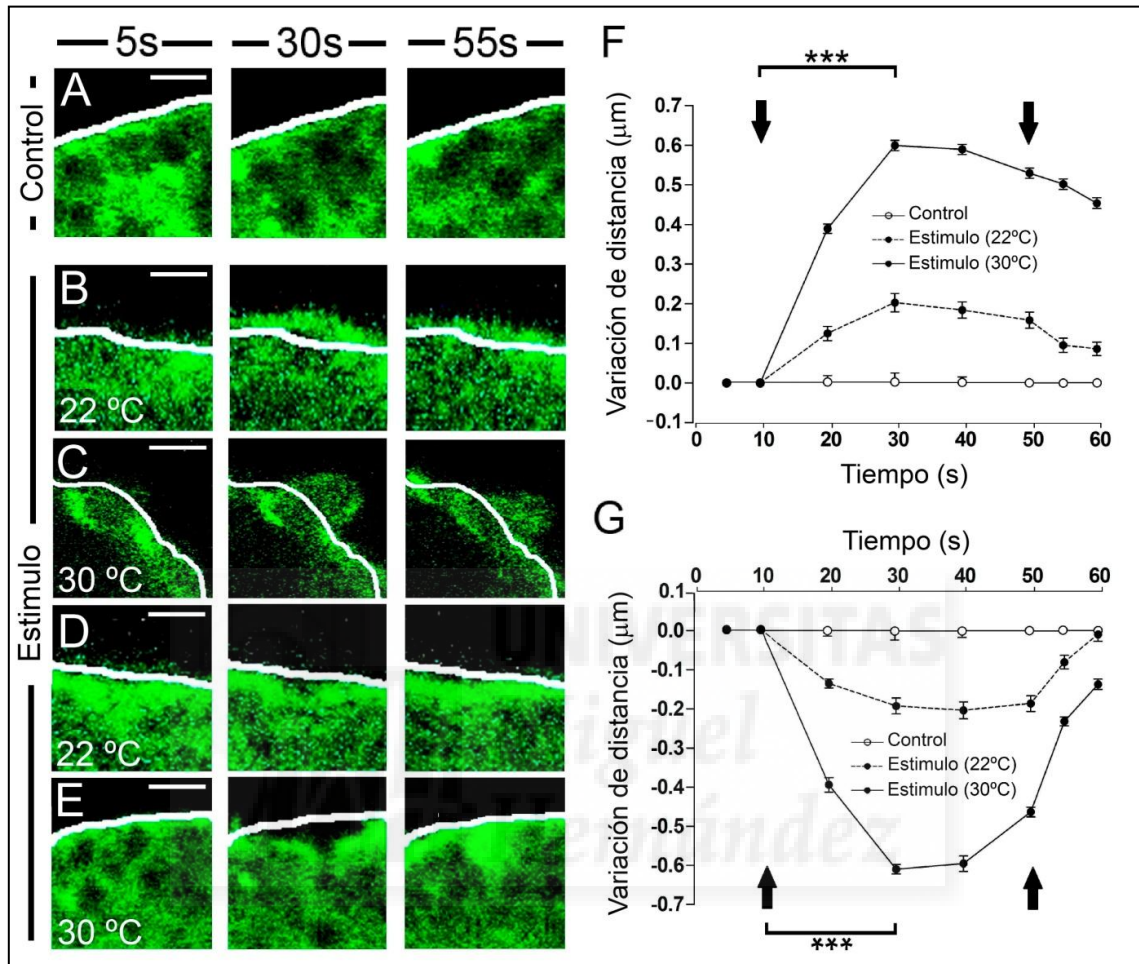 5s 30s 55s
Control
A
Estimulo
B
22 ºC
C
30 ºC
D
22 ºC
E
30 ºC
UNIVERSITAS
Miguel
Hernández
F
***
Variación de distancia (µm)
0.7
0.6
0.5
0.4
0.3
0.2
0.1
0.0
-0.1
Control
Estimulo (22ºC)
Estimulo (30ºC)
0 10 20 30 40 50 60
Tiempo (s)
G
Tiempo (s)
0 10 20 30 40 50 60
Variación de distancia (µm)
0.1
0.0
-0.1
-0.2
-0.3
-0.4
-0.5
-0.6
-0.7
Control
Estimulo (22ºC)
Estimulo (30ºC)
***